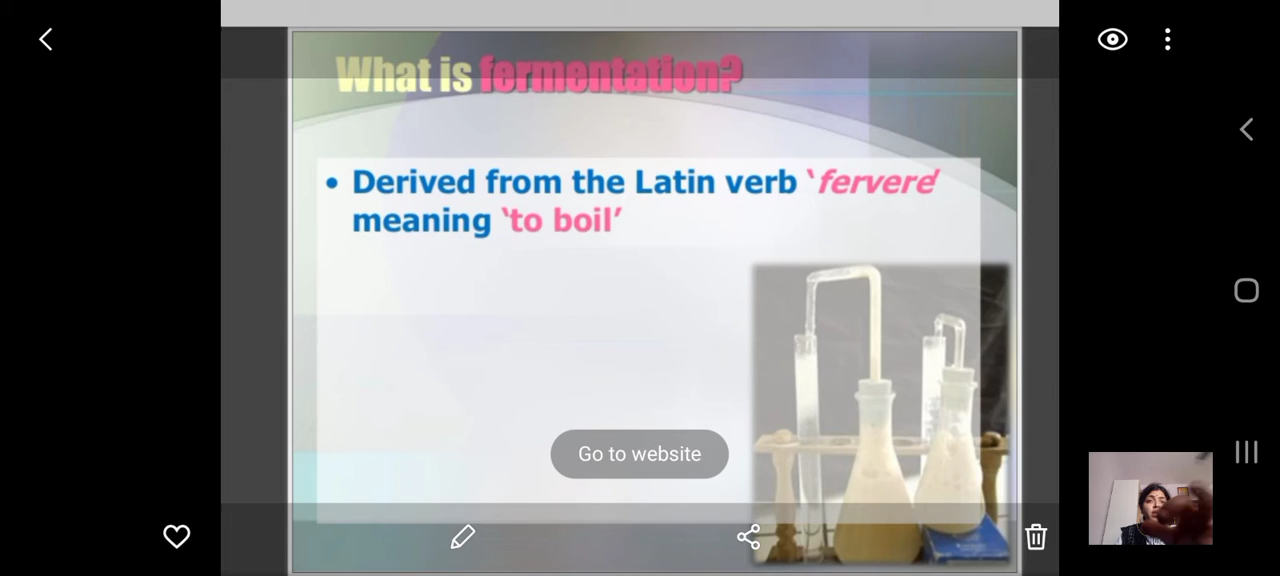 What is fermentation?
• Derived from the Latin verb ‘fervere’
meaning ‘to boil’
Go to website